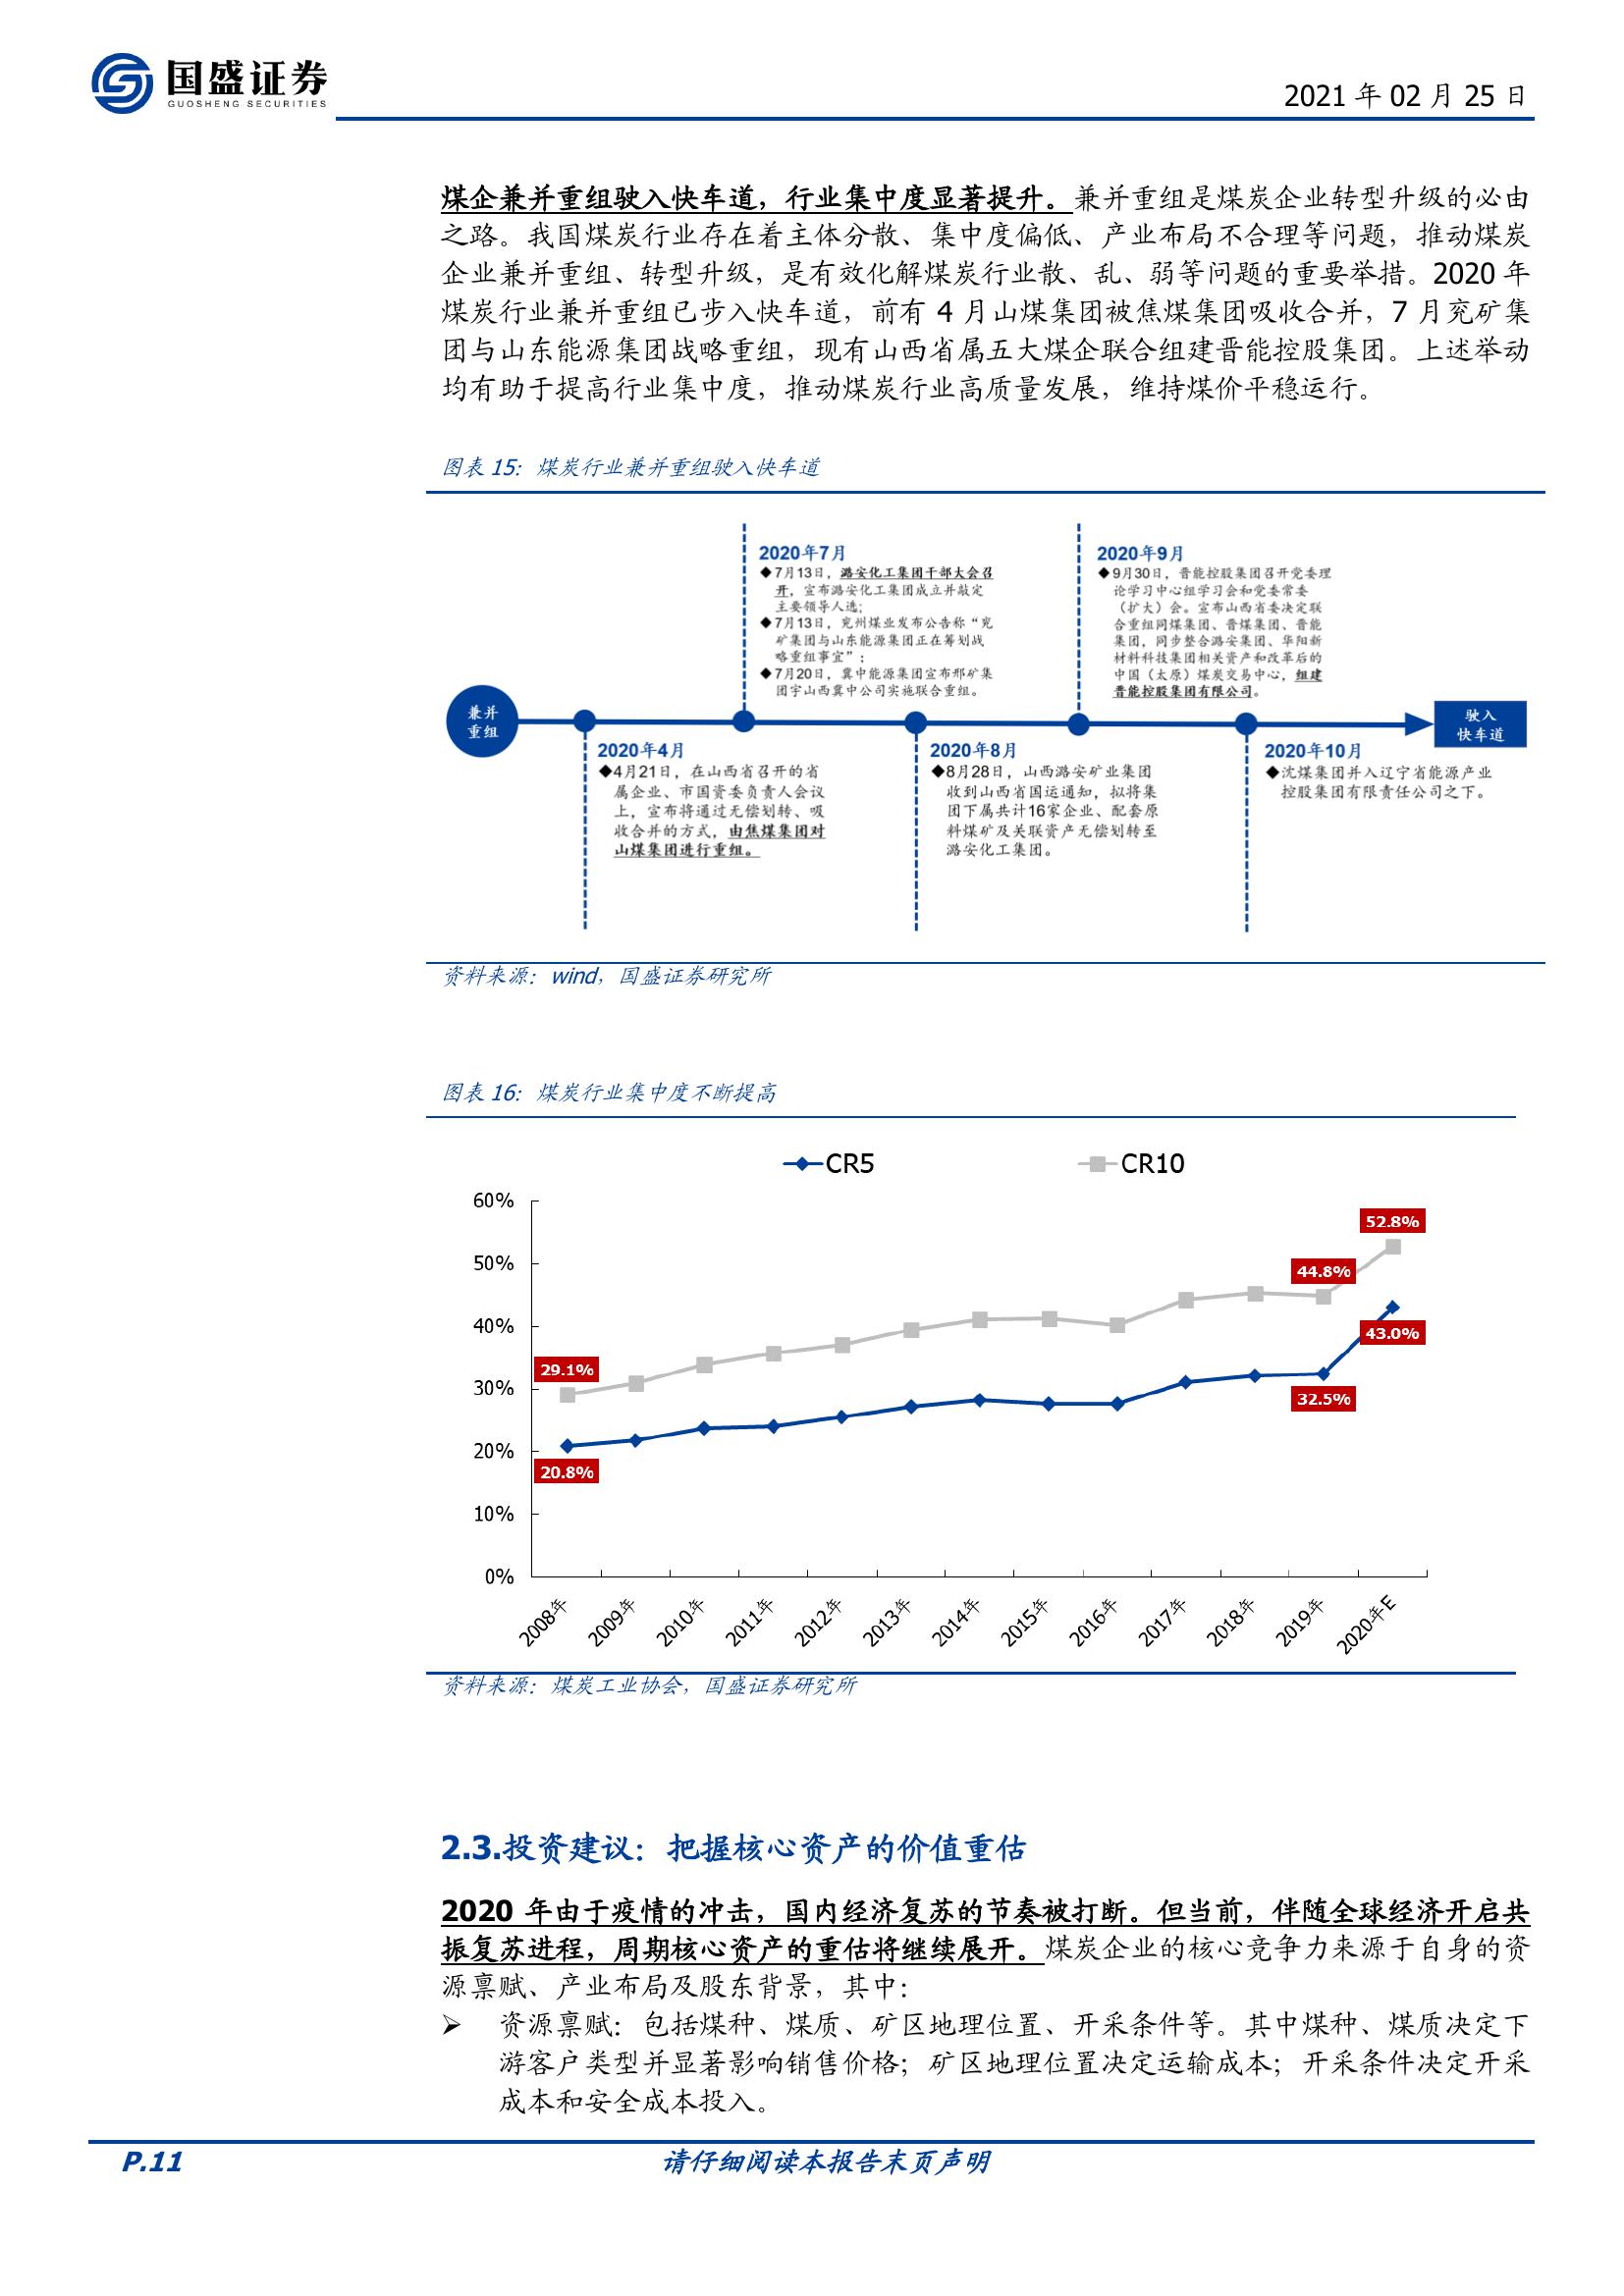 国盛证券
GUOSHENG SECURITIES
2021 年 02 月 25 日
煤企兼并重组驶入快车道，行业集中度显著提升。兼并重组是煤炭企业转型升级的必由
之路。我国煤炭行业存在着主体分散、集中度偏低、产业布局不合理等问题，推动煤炭
企业兼并重组、转型升级，是有效化解煤炭行业散、乱、弱等问题的重要举措。2020 年
煤炭行业兼并重组已步入快车道，前有 4 月山煤集团被焦煤集团吸收合并，7 月兖矿集
团与山东能源集团战略重组，现有山西省属五大煤企联合组建晋能控股集团。上述举动
均有助于提高行业集中度，推动煤炭行业高质量发展，维持煤价平稳运行。
图表 15：煤炭行业兼并重组驶入快车道
2020年7月
◆7月13日，潞安化工集团干部大会召
开，宣布潞安化工集团成立并敲定
主要领导人选；
◆7月13日，兖州煤业发布公告称“兖
矿集团与山东能源集团正在筹划战
略重组事宜”；
◆7月20日，冀中能源集团宣布邢矿集
团宇山西冀中公司实施联合重组。
2020年9月
◆9月30日，晋能控股集团召开党委理
论学习中心组学习会和党委常委
（扩大）会。宣布山西省委决定联
合重组同煤集团、晋煤集团、晋能
集团，同步整合潞安集团、华阳新
材料科技集团相关资产和改革后的
中国（太原）煤炭交易中心，组建
晋能控股集团有限公司。
兼并
重组
驶入
快车道
2020年4月
◆4月21日，在山西省召开的省
属企业、市国资委负责人会议
上，宣布将通过无偿划转、吸
收合并的方式，由焦煤集团对
山煤集团进行重组。
2020年8月
◆8月28日，山西潞安矿业集团
收到山西省国运通知，拟将集
团下属共计16家企业、配套原
料煤矿及关联资产无偿划转至
潞安化工集团。
2020年10月
◆沈煤集团并入辽宁省能源产业
控股集团有限责任公司之下。
资料来源：wind，国盛证券研究所
图表 16：煤炭行业集中度不断提高
CR5 CR10
60%
50%
40%
30%
20%
10%
0%
52.8%
44.8%
43.0%
29.1%
32.5%
20.8%
2008年 2009年 2010年 2011年 2012年 2013年 2014年 2015年 2016年 2017年 2018年 2019年 2020年E
资料来源：煤炭工业协会，国盛证券研究所
2.3.投资建议：把握核心资产的价值重估
2020 年由于疫情的冲击，国内经济复苏的节奏被打断。但当前，伴随全球经济开启共
振复苏进程，周期核心资产的重估将继续展开。煤炭企业的核心竞争力来源于自身的资
源禀赋、产业布局及股东背景，其中：
➢ 资源禀赋：包括煤种、煤质、矿区地理位置、开采条件等。其中煤种、煤质决定下
游客户类型并显著影响销售价格；矿区地理位置决定运输成本；开采条件决定开采
成本和安全成本投入。
P.11
请仔细阅读本报告末页声明